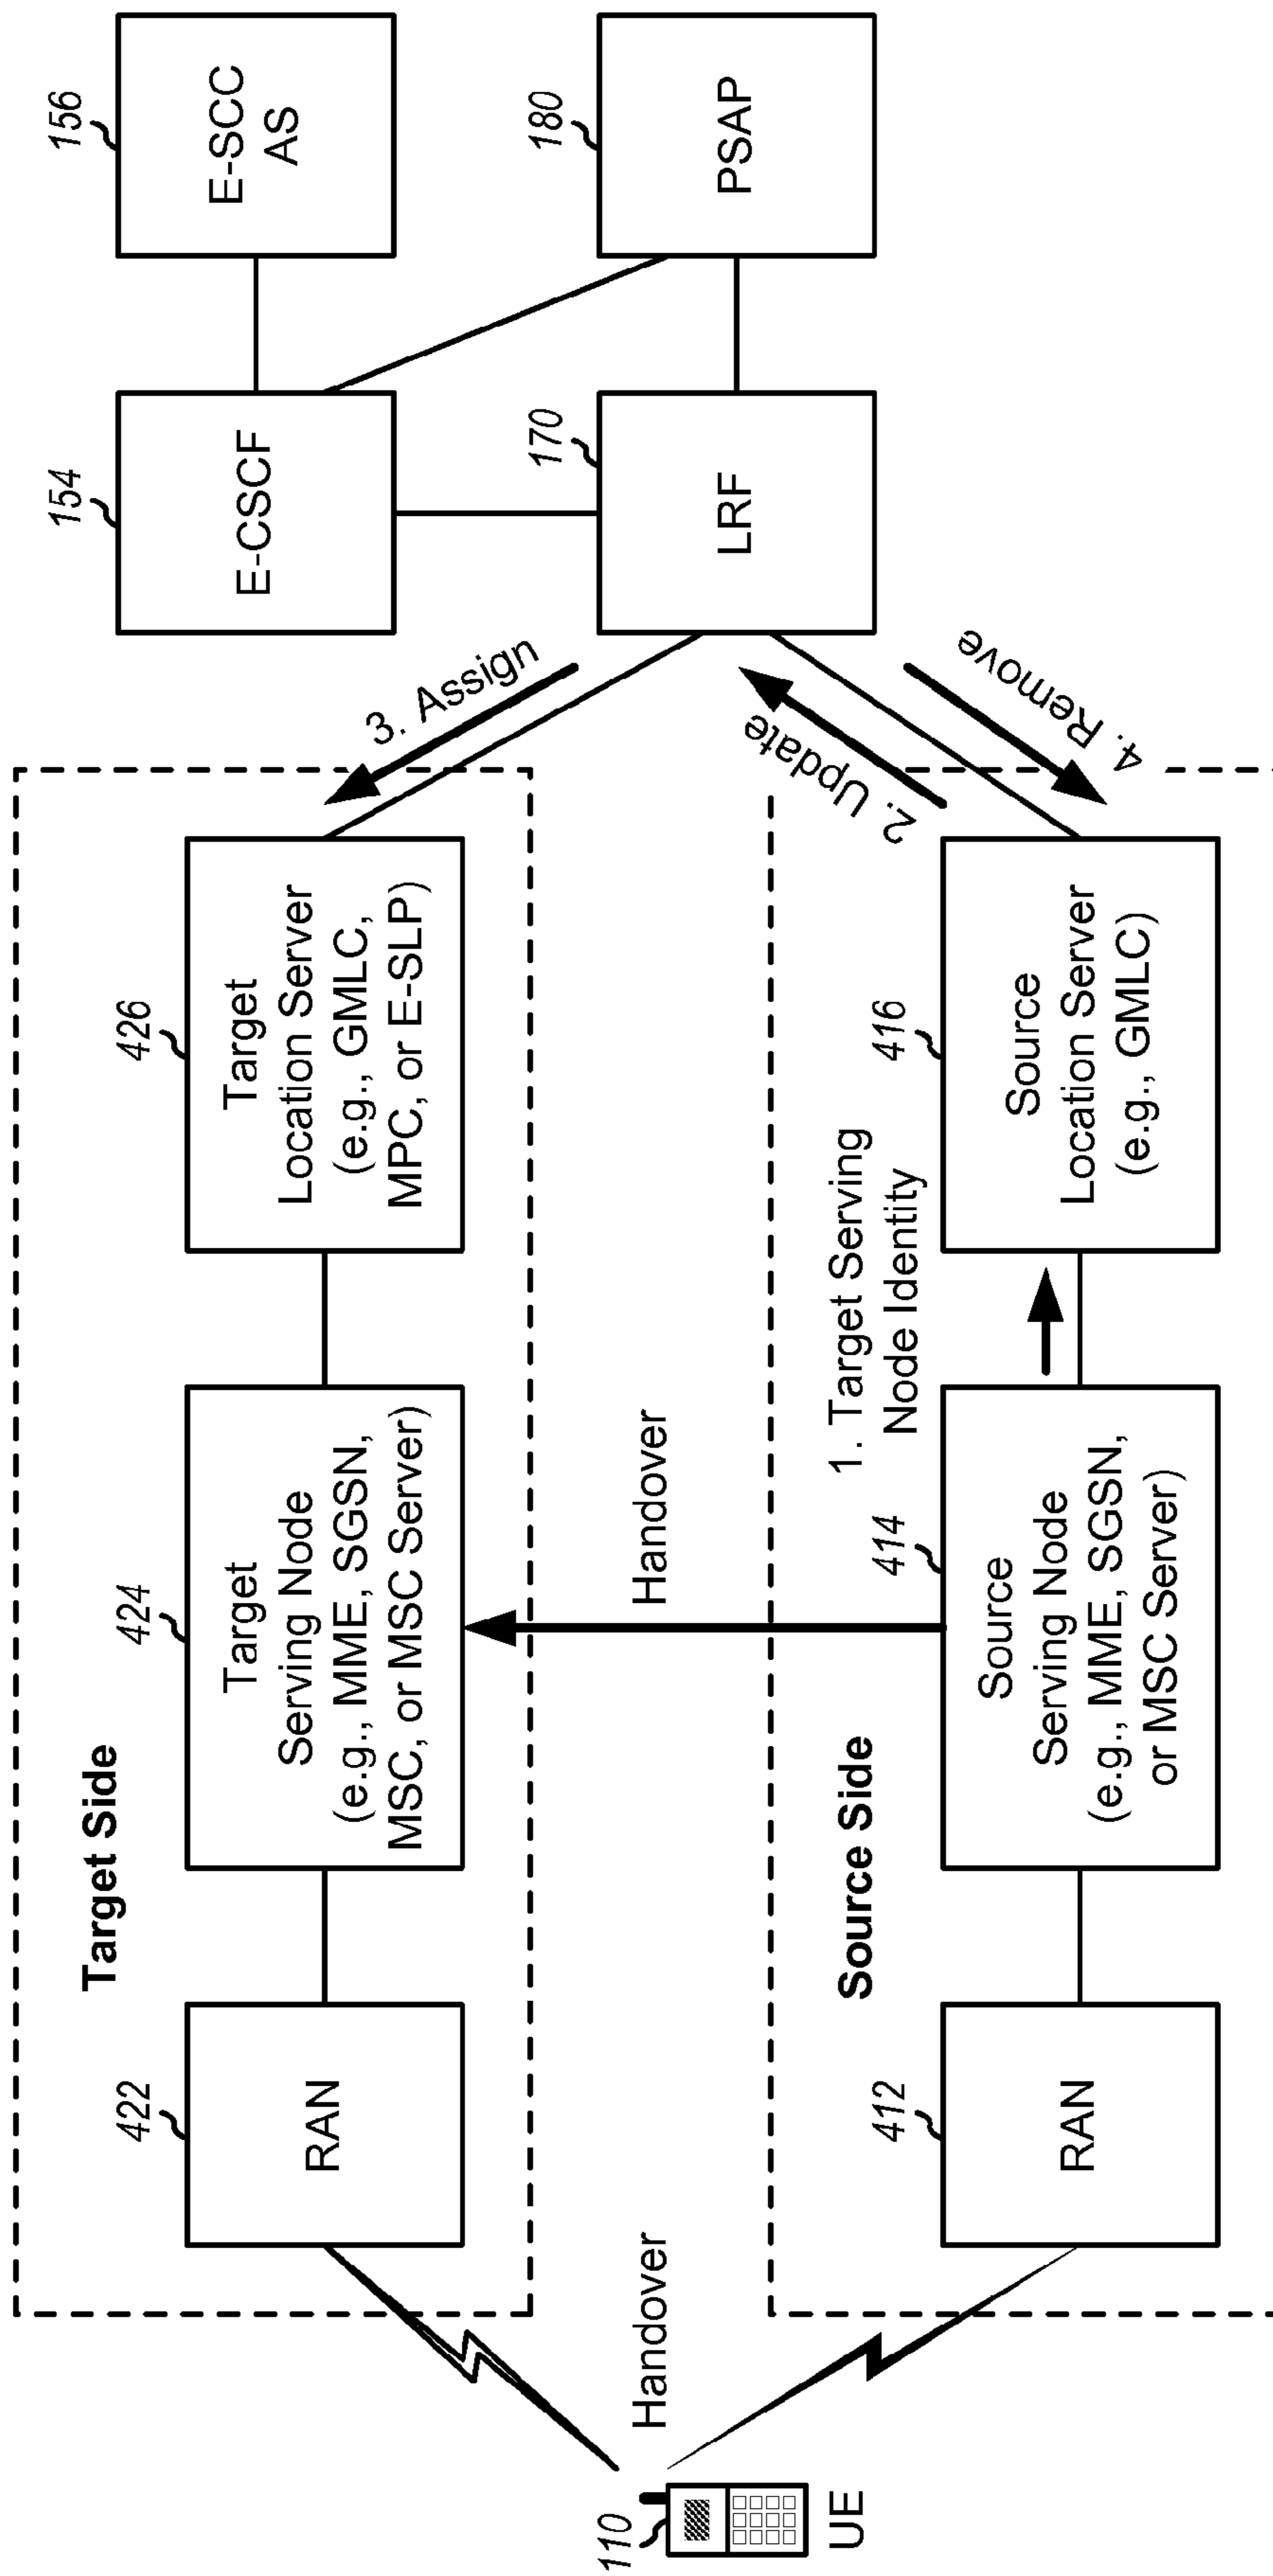 Target Side
422
RAN
424
Target
Serving Node
(e.g., MME, SGSN,
MSC, or MSC Server)
426
Target
Location Server
(e.g., GMLC,
MPC, or E-SLP)
3. Assign
154
E-CSCF
156
E-SCC
AS
110
UE
Handover
Handover
170
LRF
180
PSAP
Source Side
412
RAN
414
Source
Serving Node
(e.g., MME, SGSN,
or MSC Server)
1. Target Serving
Node Identity
416
Source
Location Server
(e.g., GMLC)
2. Update
4. Remove